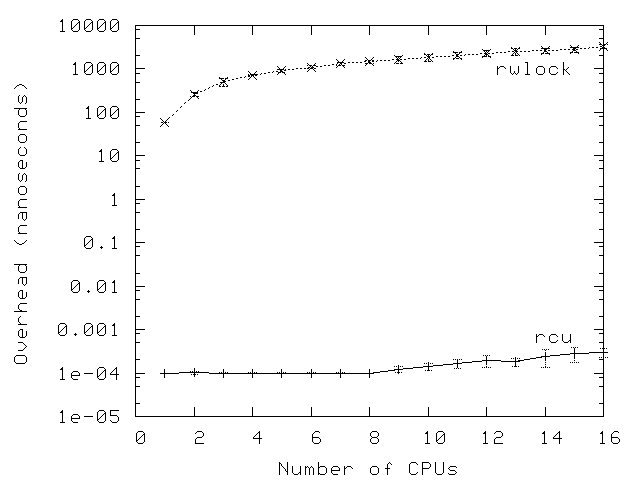 10000
1000
100
10
1
0.1
0.01
0.001
1e-04
1e-05
Overhead (nanoseconds)
rwlock
rcu
0 2 4 6 8 10 12 14 16
Number of CPUs